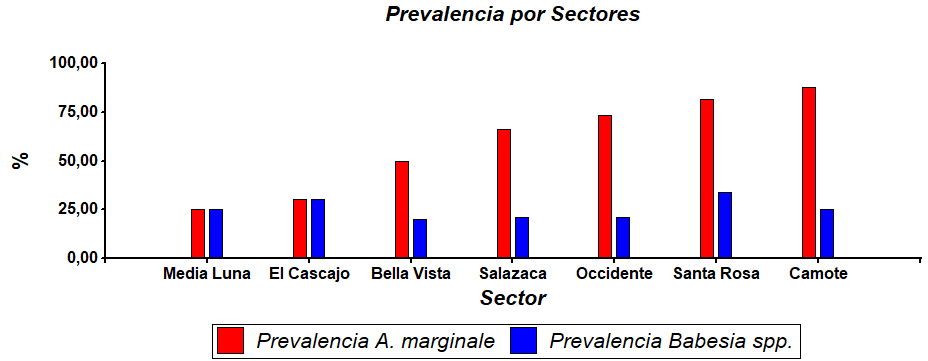 Prevalencia por Sectores
100,00
75,00
50,00
25,00
0,00
%
Media Luna El Cascajo Bella Vista Salazaca Occidente Santa Rosa Camote
Sector
Prevalencia A. marginale Prevalencia Babesia spp.